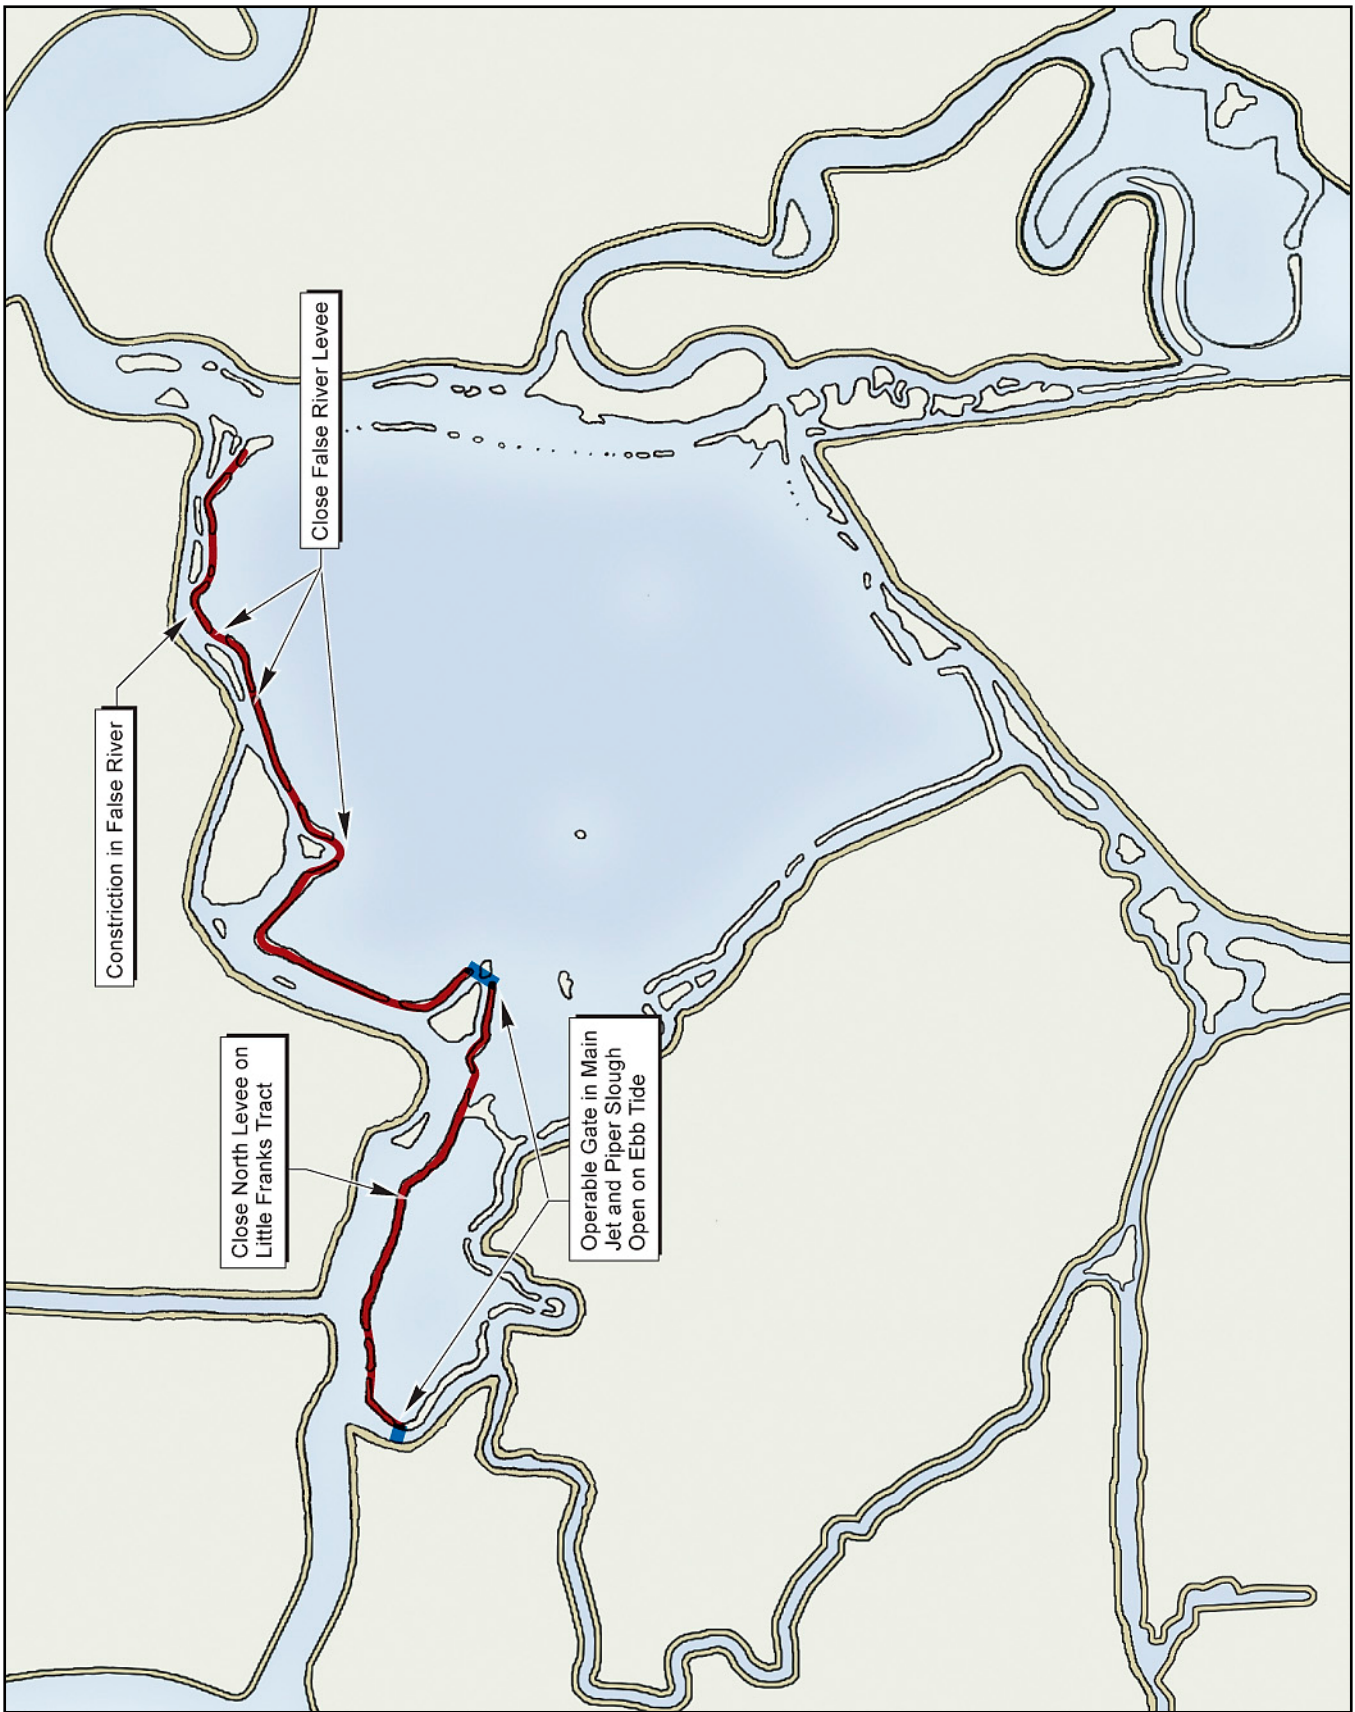 Close North Levee on
Little Franks Tract
Constriction in False River
Close False River Levee
Operable Gate in Main
Jet and Piper Slough
Open on Ebb Tide